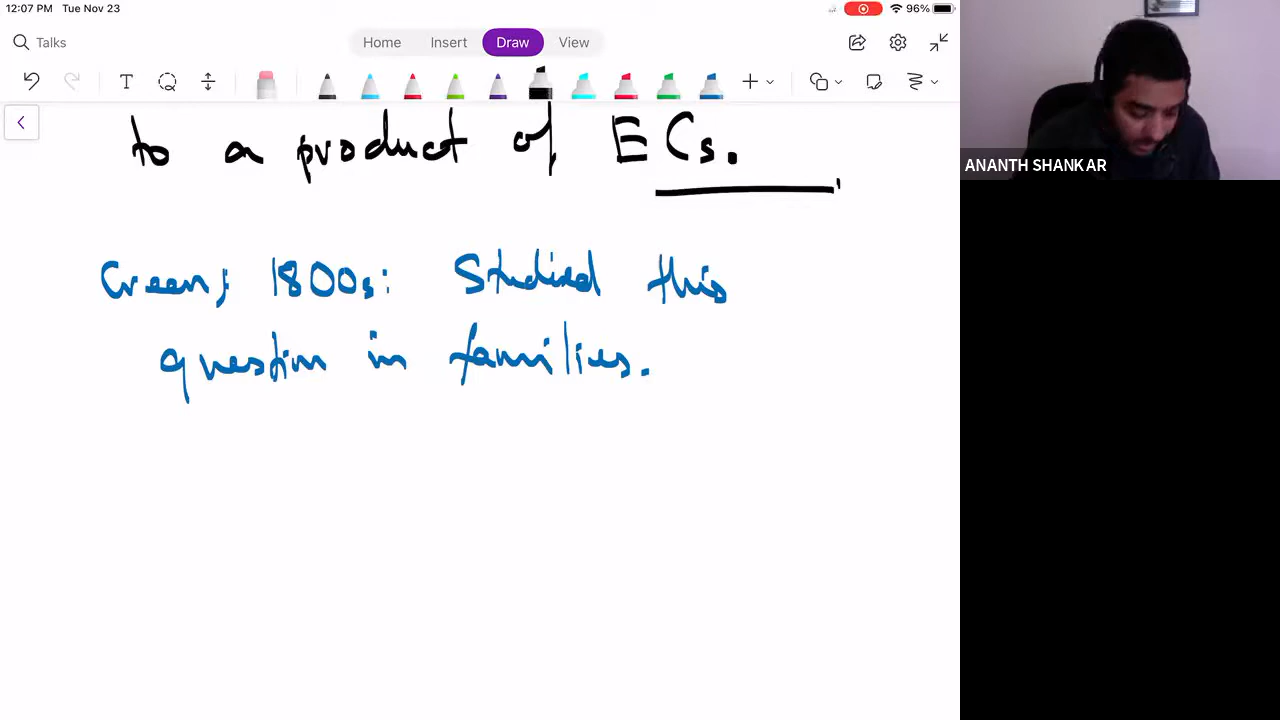 12:07 PM Tue Nov 23
96%
Talks
Home Insert Draw View
T
to a product of ECs.
ANANTH SHANKAR
1800s: Studied this
question in families.